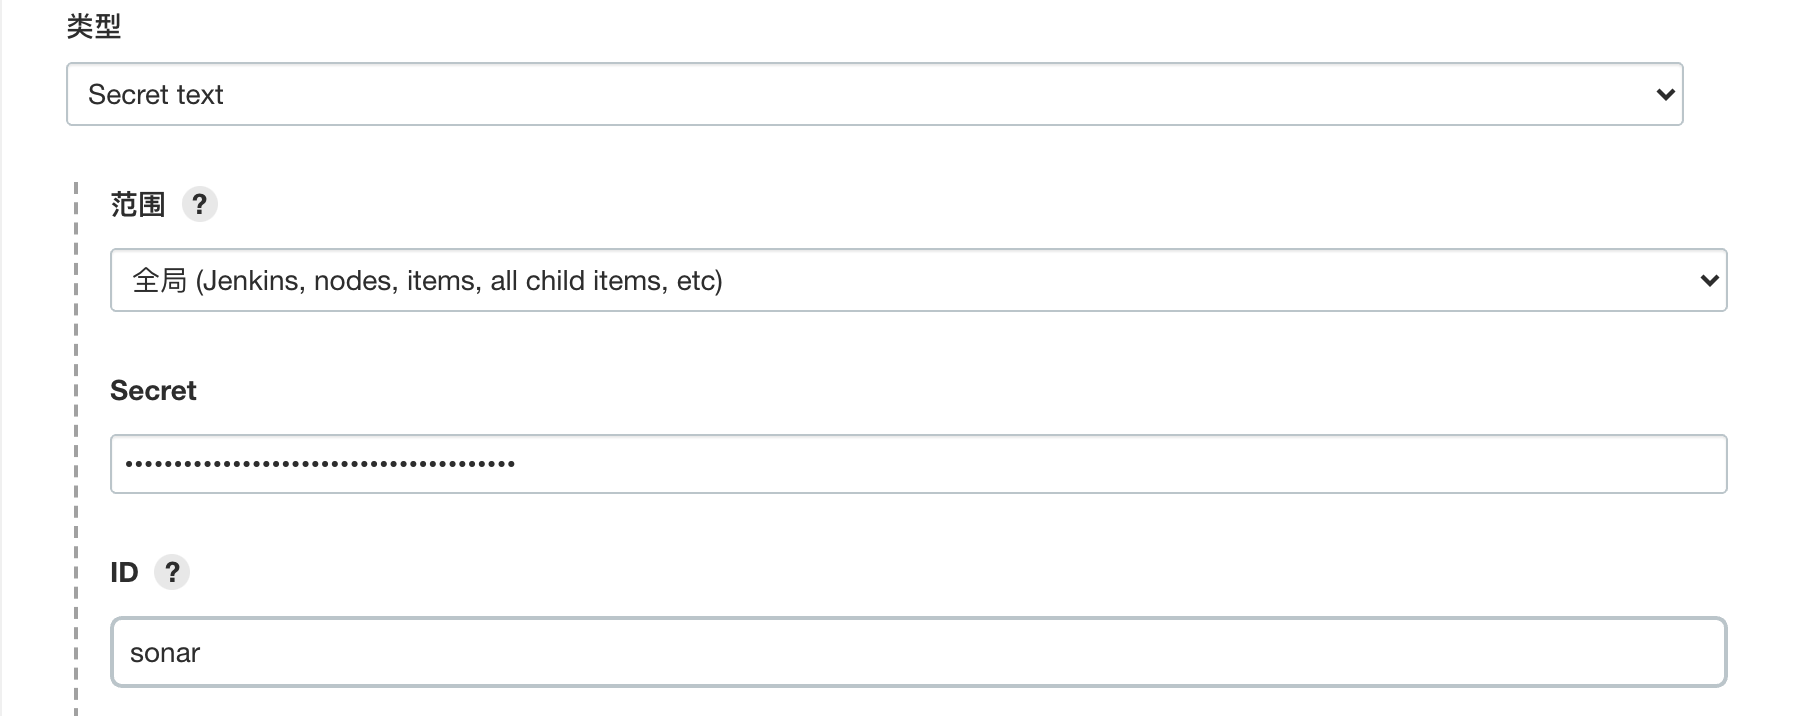 类型
Secret text
范围 ?
全局 (Jenkins, nodes, items, all child items, etc)
Secret
••••••••••••••••••••••••••••••••••••••••
ID ?
sonar